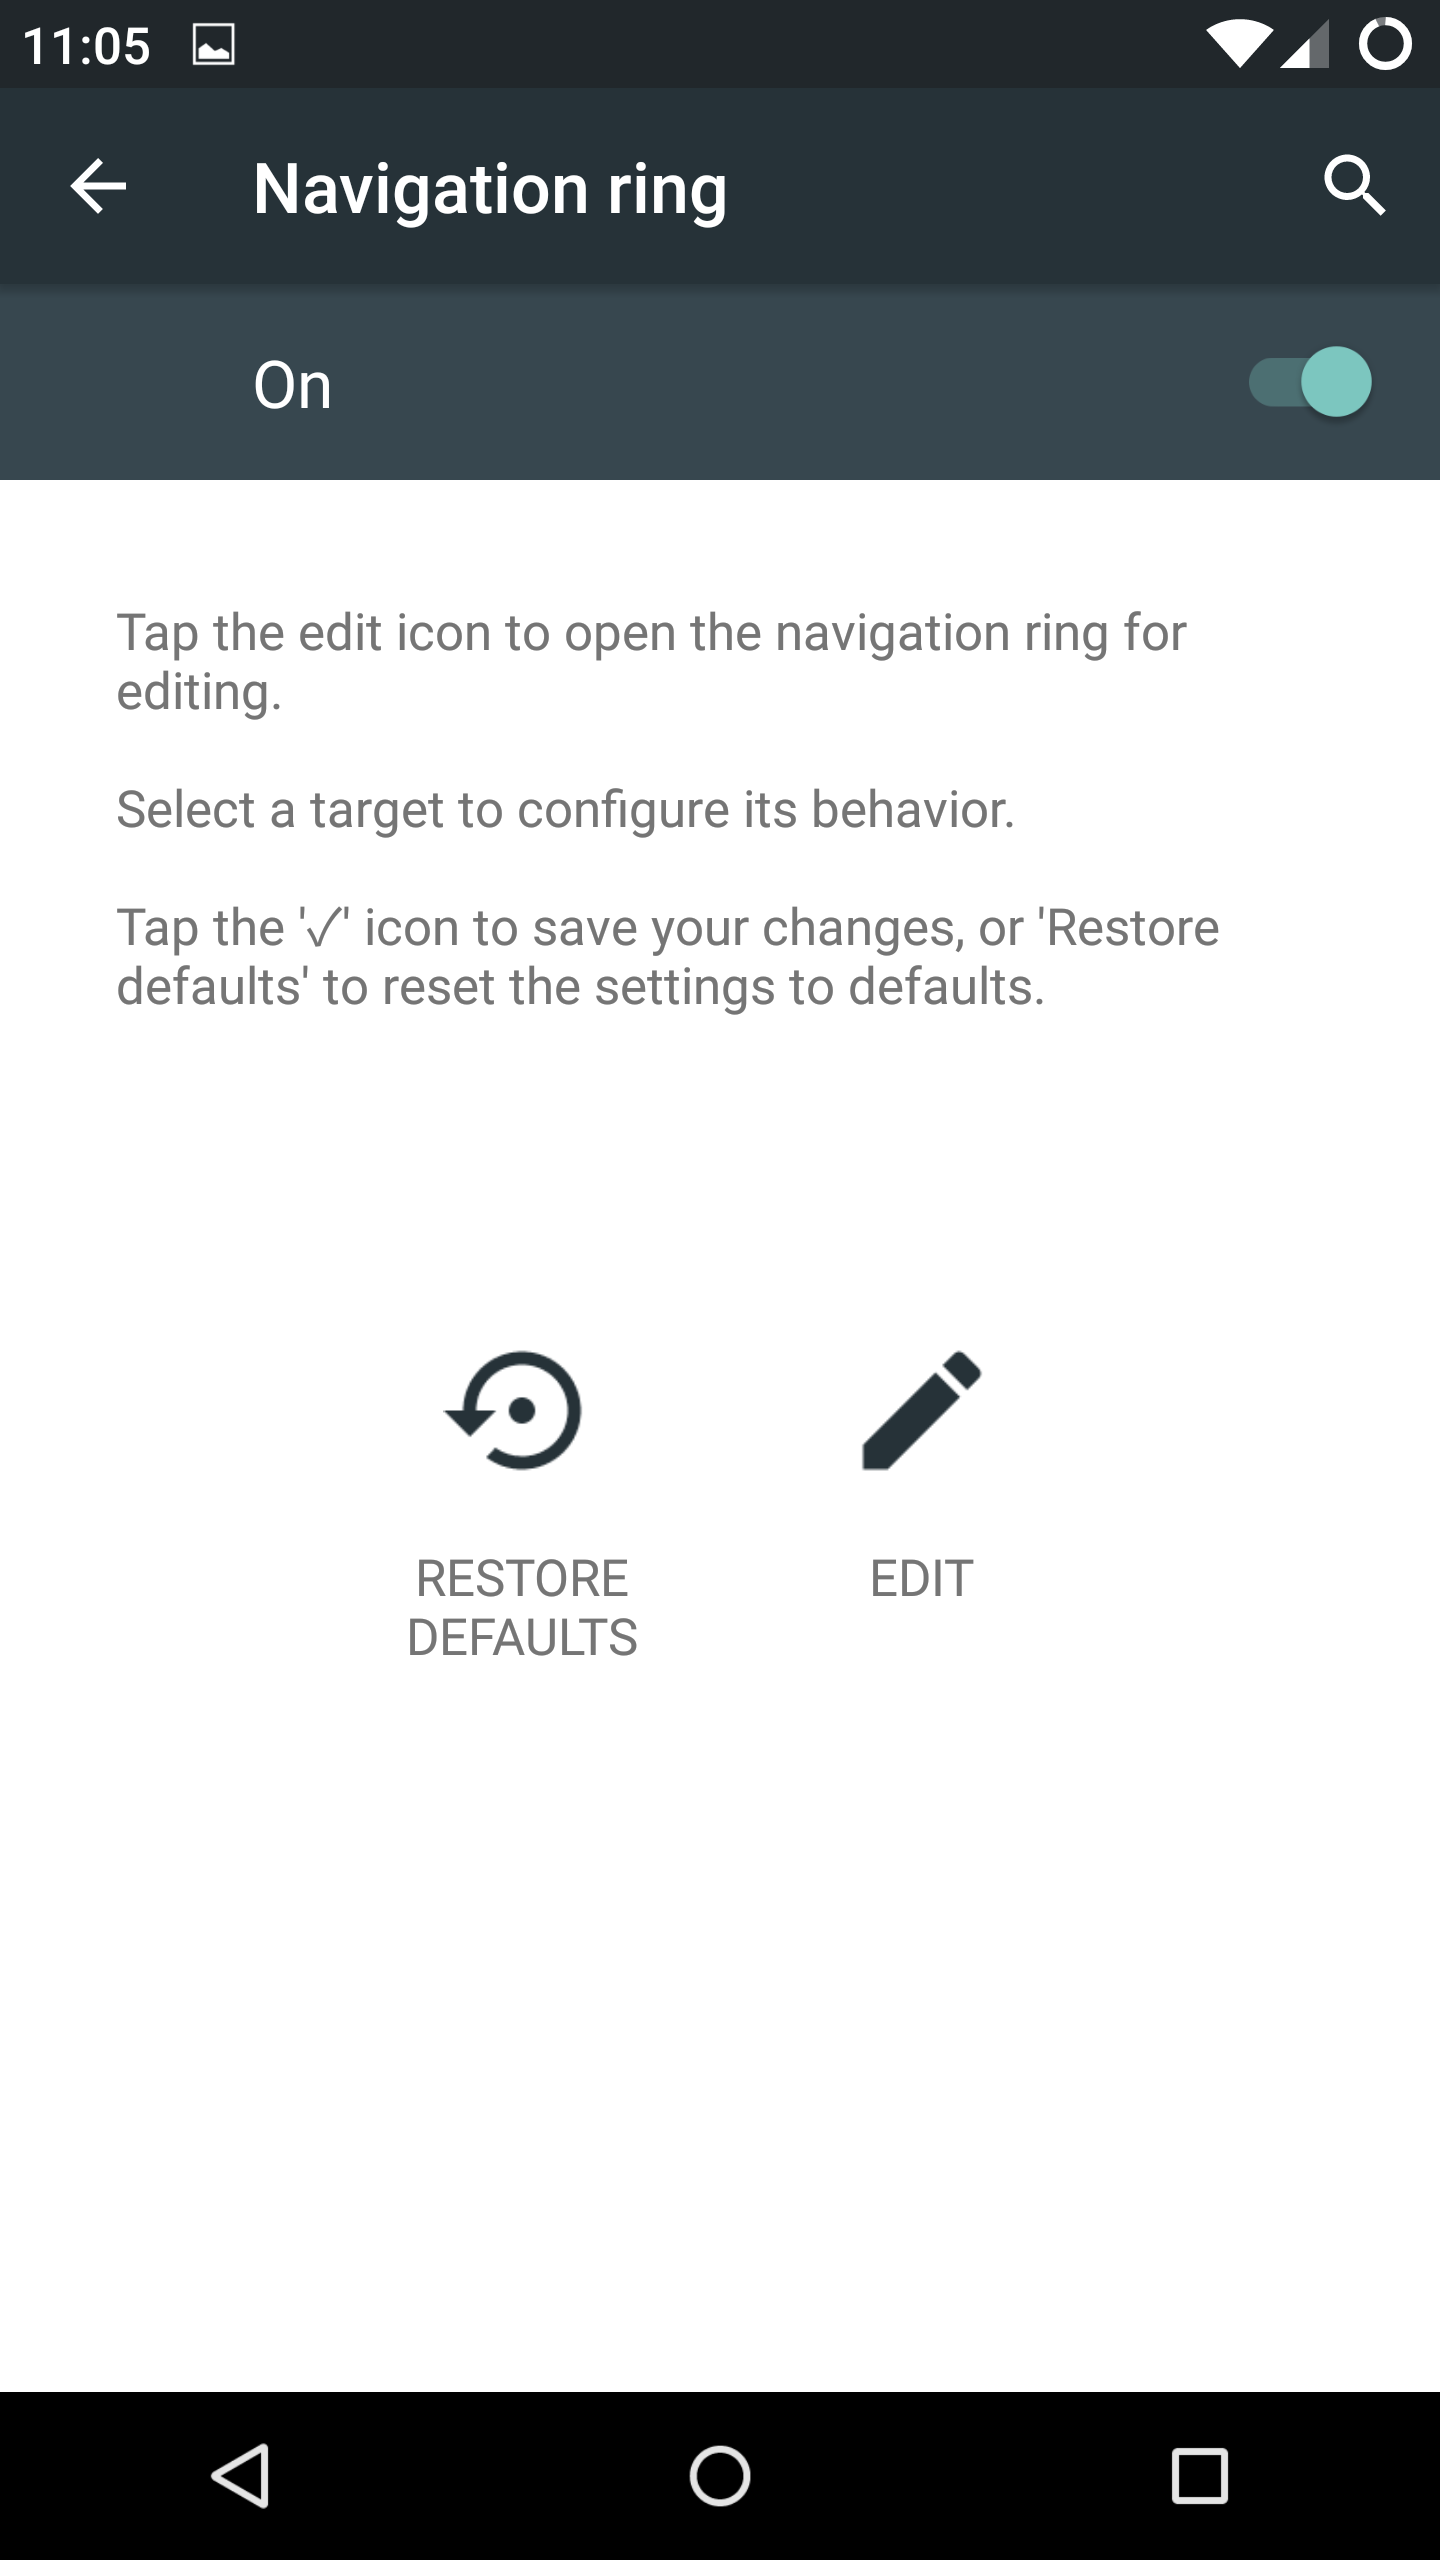 11:05
Navigation ring
On
Tap the edit icon to open the navigation ring for
editing.
Select a target to configure its behavior.
Tap the '✓' icon to save your changes, or 'Restore
defaults' to reset the settings to defaults.
RESTORE
DEFAULTS
EDIT